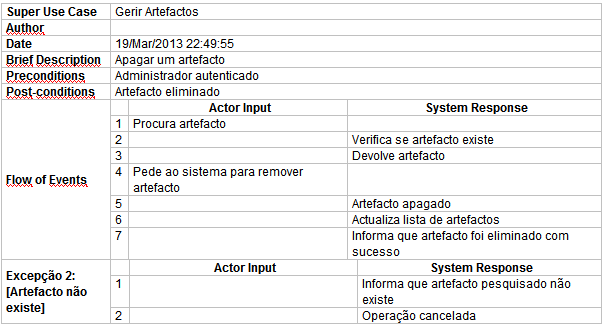 Super Use Case Gerir Artefactos
Author
Date 19/Mar/2013 22:49:55
Brief Description Apagar um artefacto
Preconditions Administrador autenticado
Post-conditions Artefacto eliminado
Flow of Events
Actor Input System Response
1 Procura artefacto
2 Verifica se artefacto existe
3 Devolve artefacto
4 Pede ao sistema para remover
artefacto
5 Artefacto apagado
6 Actualiza lista de artefactos
7 Informa que artefacto foi eliminado com
sucesso
Excepção 2:
[Artefacto não
existe]
Actor Input System Response
1 Informa que artefacto pesquisado não
existe
2 Operação cancelada